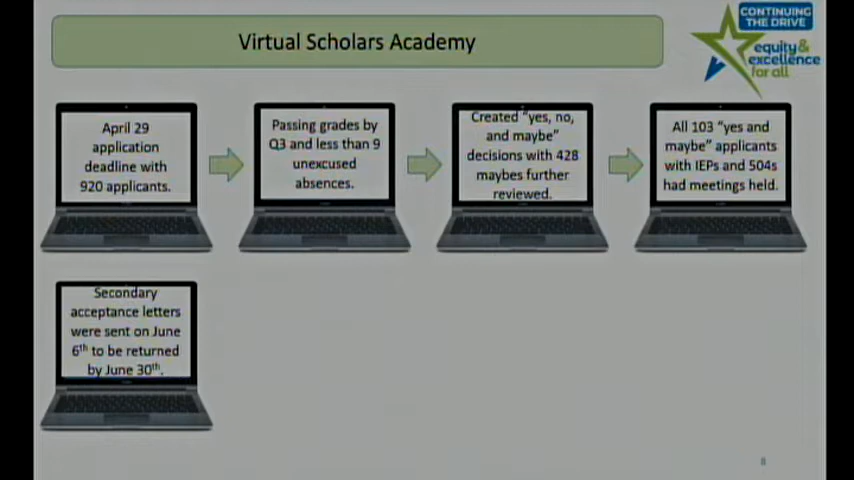 Virtual Scholars Academy
CONTINUING
THE DRIVE
equity&
excellence
for all
April 29
application
deadline with
920 applicants.
Passing grades by
Q3 and less than 9
unexcused
absences.
Created "yes, no,
and maybe"
decisions with 428
maybes further
reviewed.
All 103 "yes and
maybe" applicants
with IEPs and 504s
had meetings held.
Secondary
acceptance letters
were sent on June
6th to be returned
by June 30th.
8